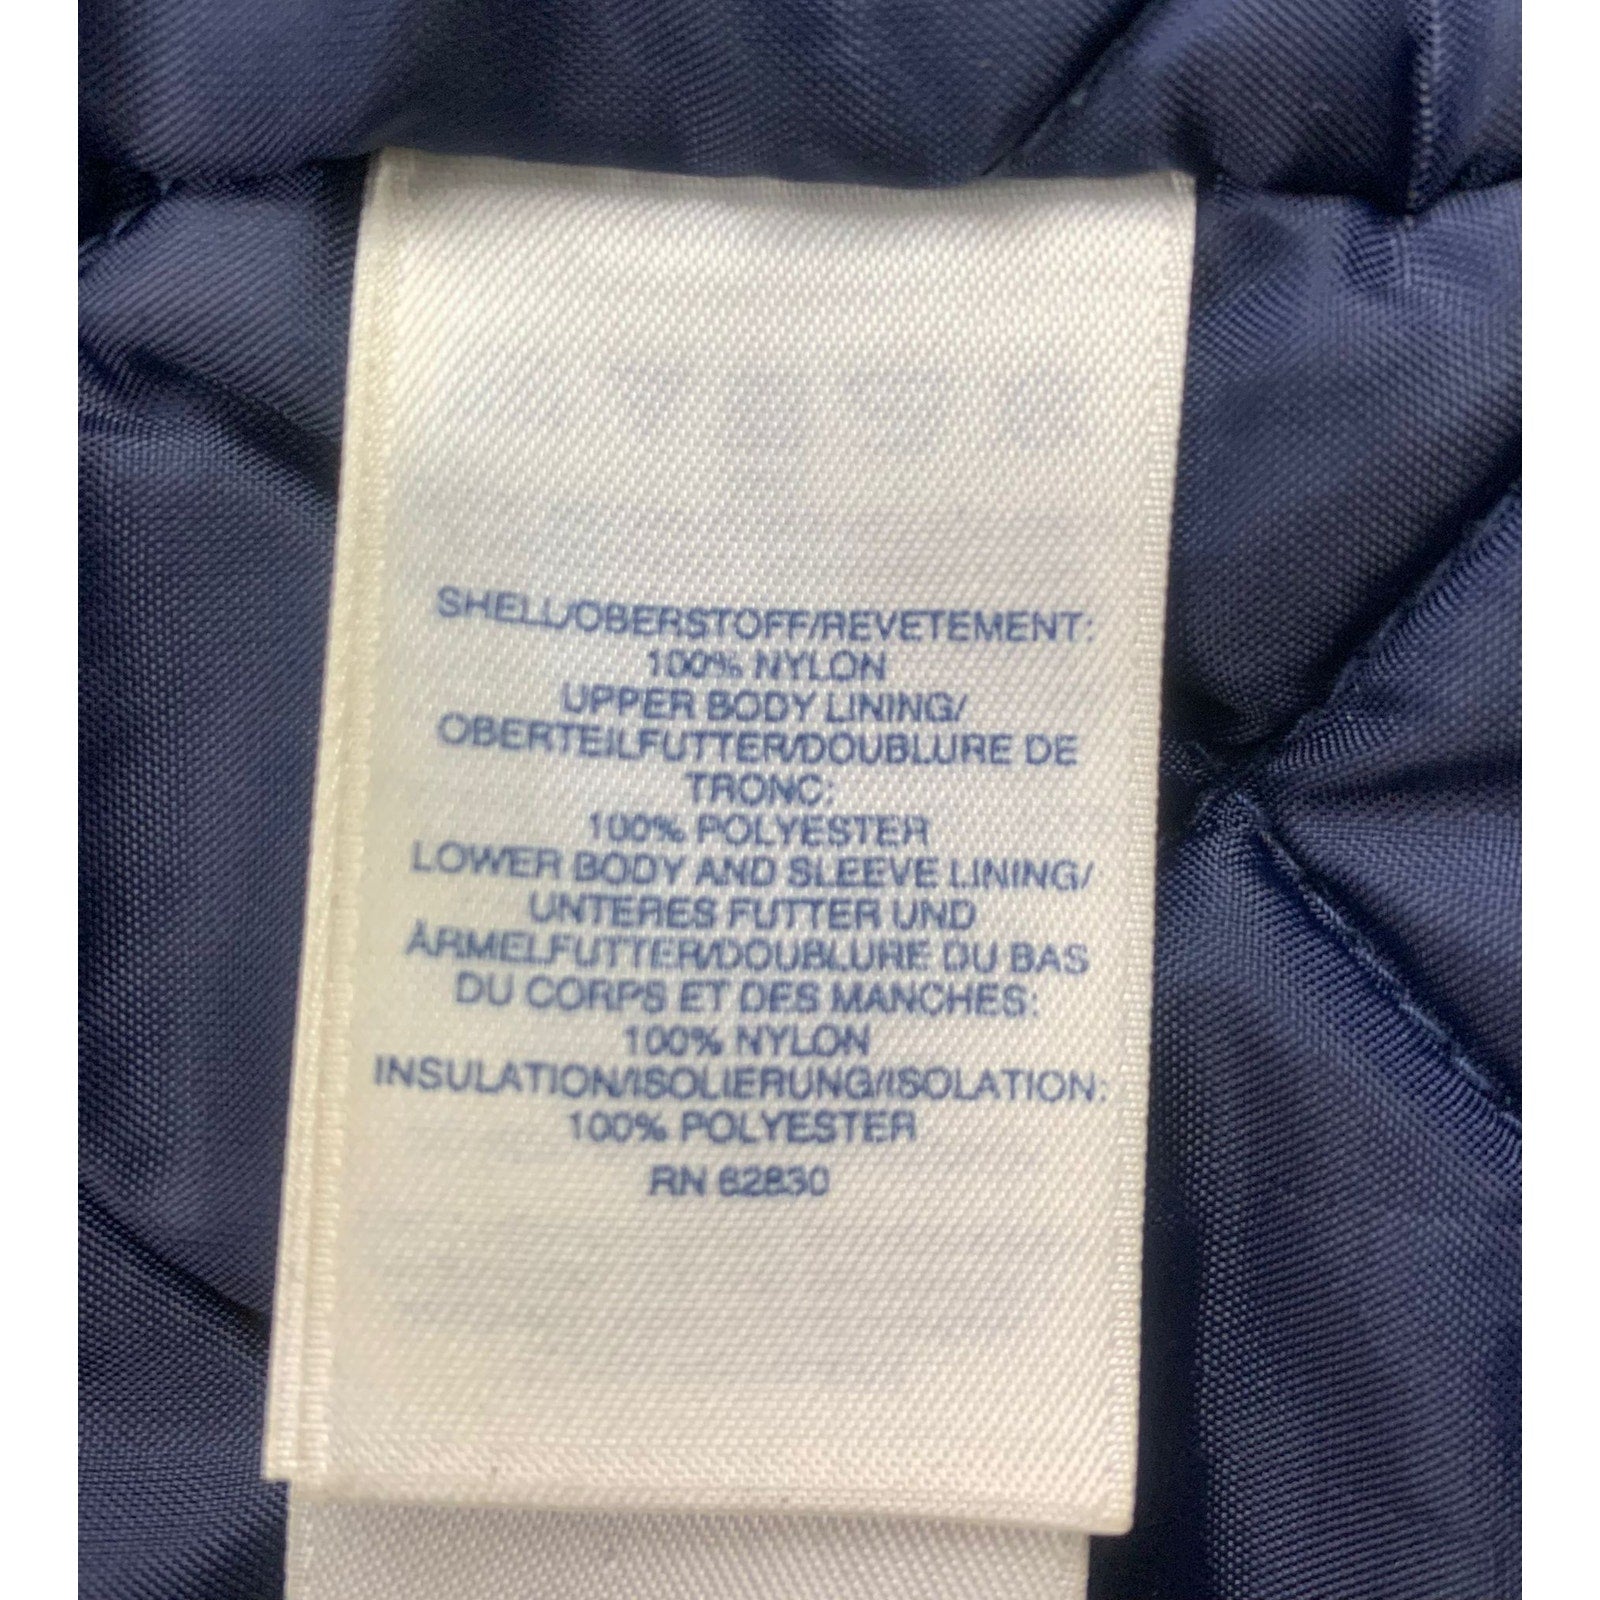 SHELL/OBERSTOFF/REVETEMENT:
100% NYLON
UPPER BODY LINING/
OBERTEILFUTTER/DOUBLURE DE
TRONC:
100% POLYESTER
LOWER BODY AND SLEEVE LINING/
UNTERES FUTTER UND
ÄRMELFUTTER/DOUBLURE DU BAS
DU CORPS ET DES MANCHES:
100% NYLON
INSULATION/ISOLIERUNG/ISOLATION:
100% POLYESTER
RN 62830